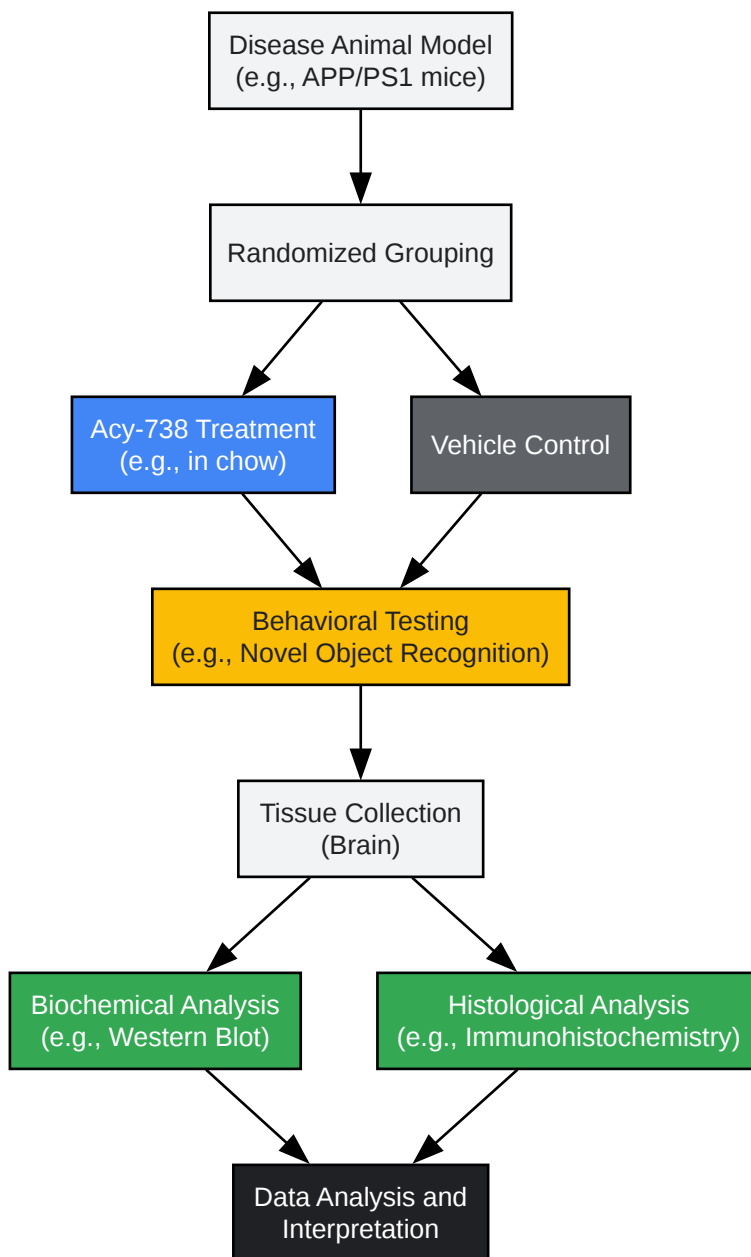 Disease Animal Model
(e.g., APP/PS1 mice)
Randomized Grouping
Acy-738 Treatment
(e.g., in chow)
Vehicle Control
Behavioral Testing
(e.g., Novel Object Recognition)
Tissue Collection
(Brain)
Biochemical Analysis
(e.g., Western Blot)
Histological Analysis
(e.g., Immunohistochemistry)
Data Analysis and
Interpretation